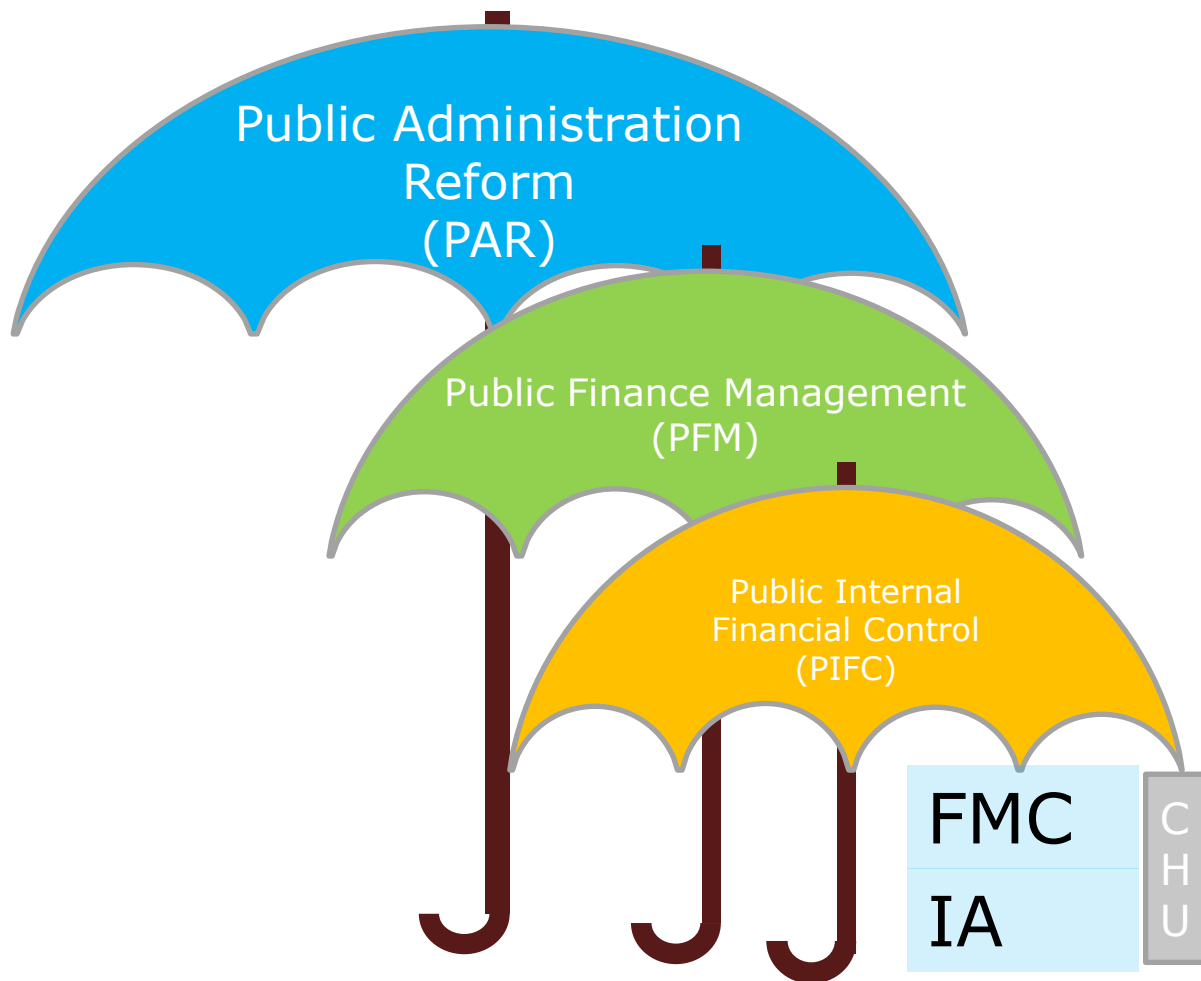 Public Administration
Reform
(PAR)
Public Finance Management
(PFM)
Public Internal
Financial Control
(PIFC)
FMC
IA
C
H
U